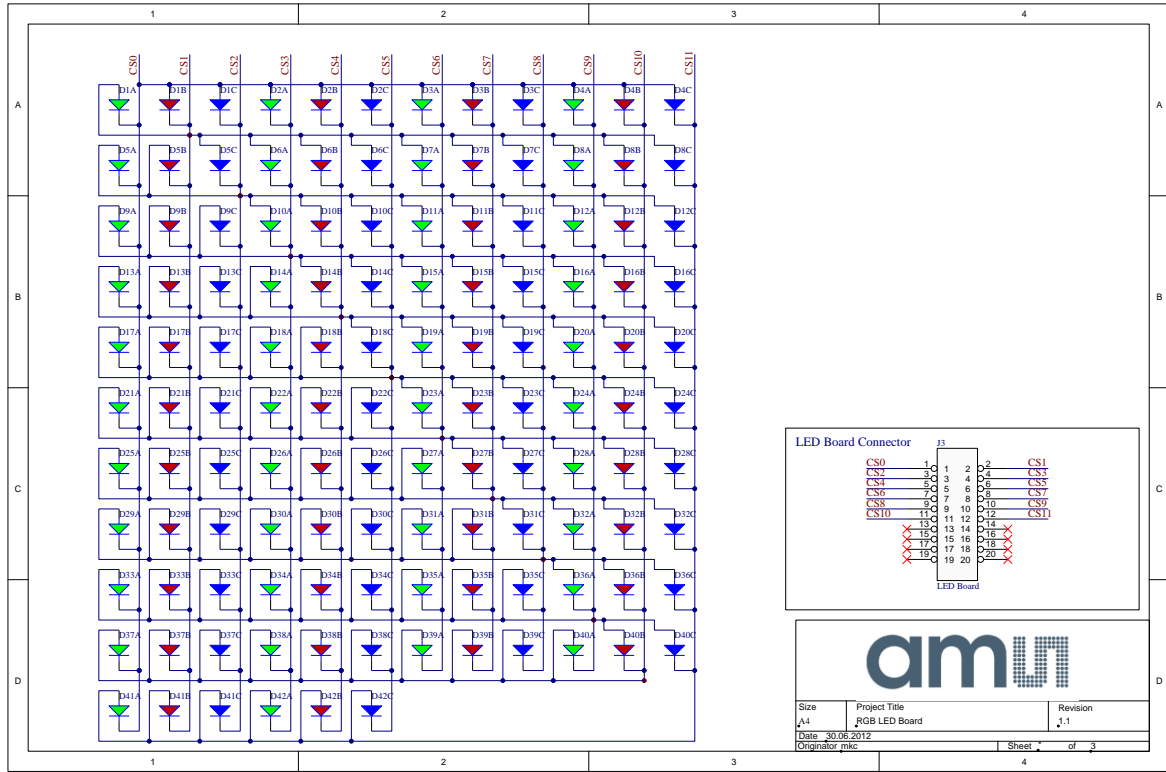 1 2 3 4
CS0 CS1 CS2 CS3 CS4 CS5 CS6 CS7 CS8 CS9 CS10 CS11
D1A D1B D1C D2A D2B D2C D3A D3B D3C D4A D4B D4C
A A
D5A D5B D5C D6A D6B D6C D7A D7B D7C D8A D8B D8C
D9A D9B D9C D10A D10B D10C D11A D11B D11C D12A D12B D12C
D13A D13B D13C D14A D14B D14C D15A D15B D15C D16A D16B D16C
B B
D17A D17B D17C D18A D18B D18C D19A D19B D19C D20A D20B D20C
D21A D21B D21C D22A D22B D22C D23A D23B D23C D24A D24B D24C
D25A D25B D25C D26A D26B D26C D27A D27B D27C D28A D28B D28C
C C
D29A D29B D29C D30A D30B D30C D31A D31B D31C D32A D32B D32C
D33A D33B D33C D34A D34B D34C D35A D35B D35C D36A D36B D36C
D37A D37B D37C D38A D38B D38C D39A D39B D39C D40A D40B D40C
D D
D41A D41B D41C D42A D42B D42C
LED Board Connector
J3
CS0 1 1 2 2 CS1
CS2 3 3 4 4 CS3
CS4 5 5 6 6 CS5
CS6 7 7 8 8 CS7
CS8 9 9 10 10 CS9
CS10 11 11 12 12 CS11
13 13 14 14
15 15 16 16
17 17 18 18
19 19 20 20
LED Board
am
Size Project Title Revision
A4 RGB LED Board 1.1
Date 30.06.2012
Originator mkc Sheet * of 3
1 2 3 4